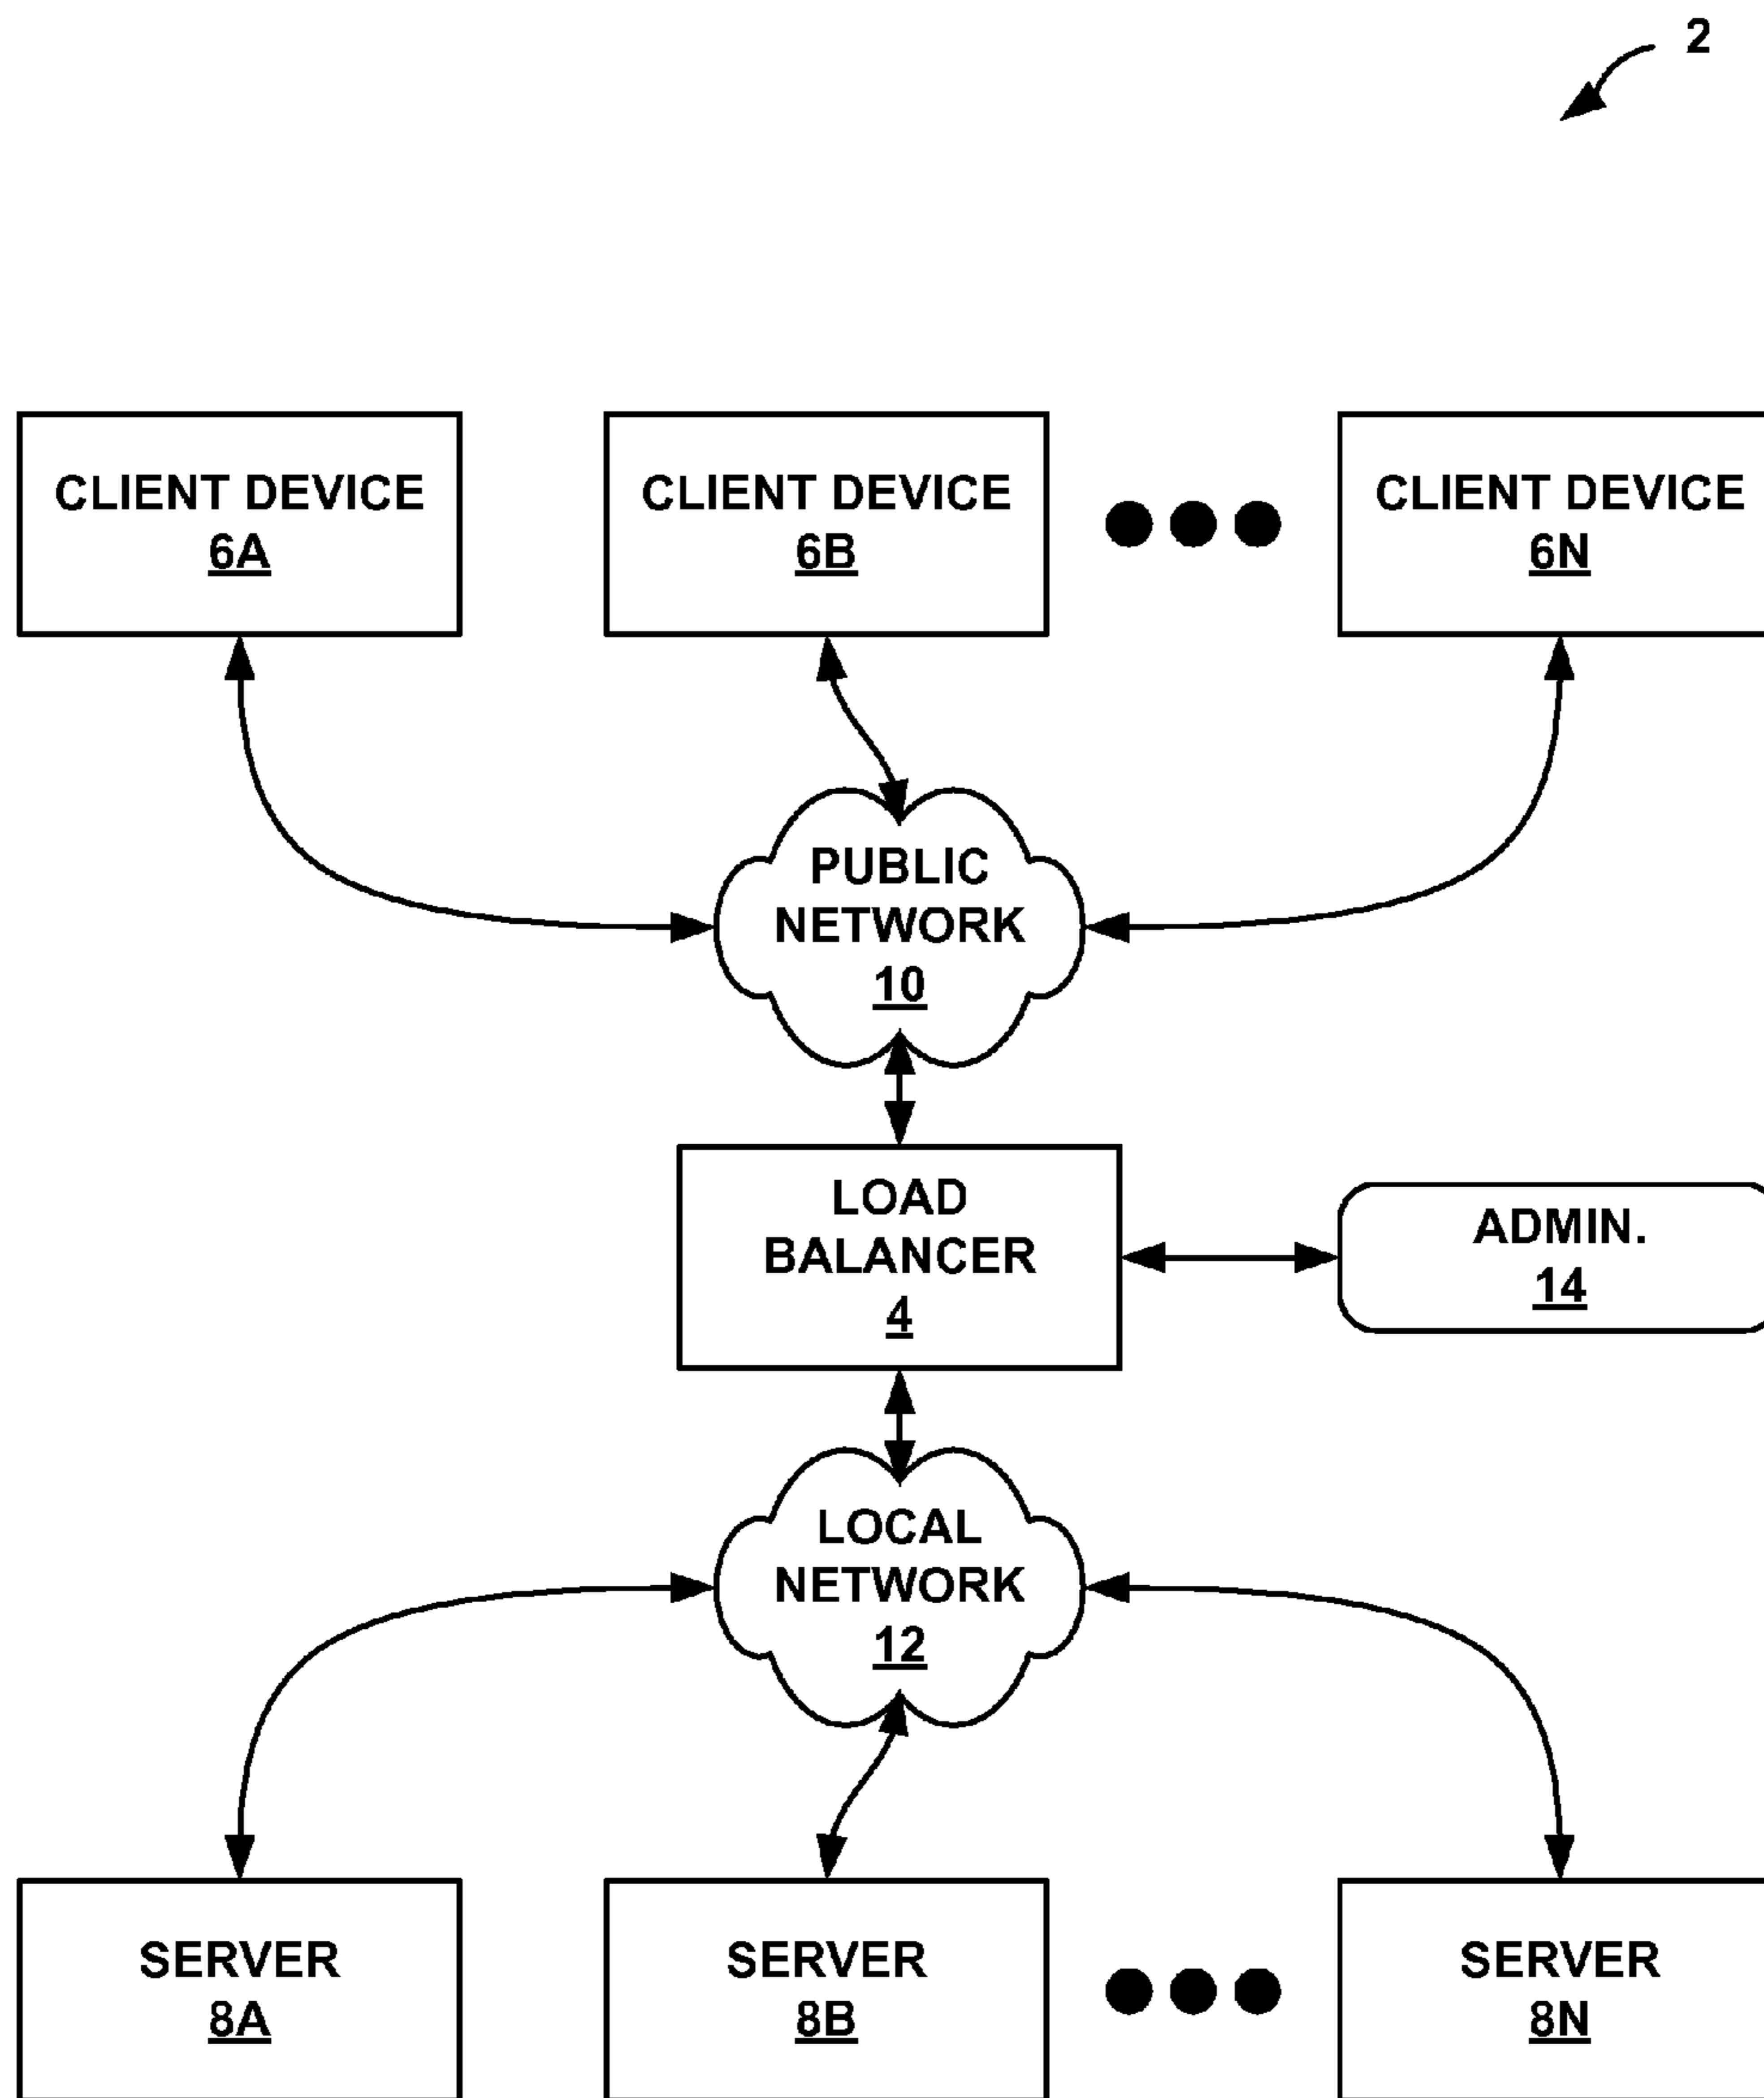 2
CLIENT DEVICE
6A
CLIENT DEVICE
6B
CLIENT DEVICE
6N
PUBLIC
NETWORK
10
LOAD
BALANCER
4
ADMIN.
14
LOCAL
NETWORK
12
SERVER
8A
SERVER
8B
SERVER
8N